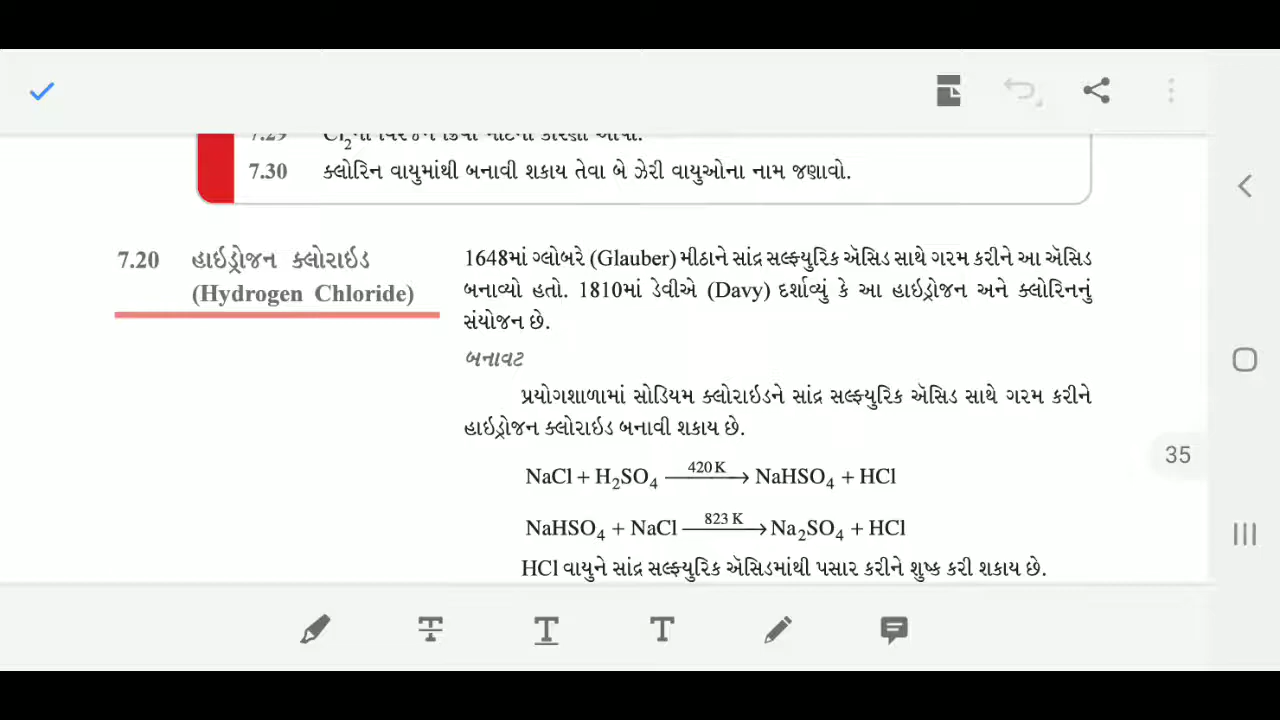 7.30 ક્લોરિન વાયુમાંથી બનાવી શકાય તેવા બે ઝેરી વાયુઓના નામ જણાવો.
7.20 હાઇડ્રોજન ક્લોરાઇડ
(Hydrogen Chloride)
1648માં ગ્લોબરે (Glauber) મીઠાને સાંદ્ર સલ્ફ્યુરિક ઍસિડ સાથે ગરમ કરીને આ ઍસિડ
બનાવ્યો હતો. 1810માં ડેવીએ (Davy) દર્શાવ્યું કે આ હાઇડ્રોજન અને ક્લોરિનનું
સંયોજન છે.
બનાવટ
પ્રયોગશાળામાં સોડિયમ ક્લોરાઇડને સાંદ્ર સલ્ફ્યુરિક ઍસિડ સાથે ગરમ કરીને
હાઇડ્રોજન ક્લોરાઇડ બનાવી શકાય છે.
NaCl + H₂SO₄ —420 K→ NaHSO₄ + HCl
NaHSO₄ + NaCl —823 K→ Na₂SO₄ + HCl
HCl વાયુને સાંદ્ર સલ્ફ્યુરિક ઍસિડમાંથી પસાર કરીને શુષ્ક કરી શકાય છે.
35